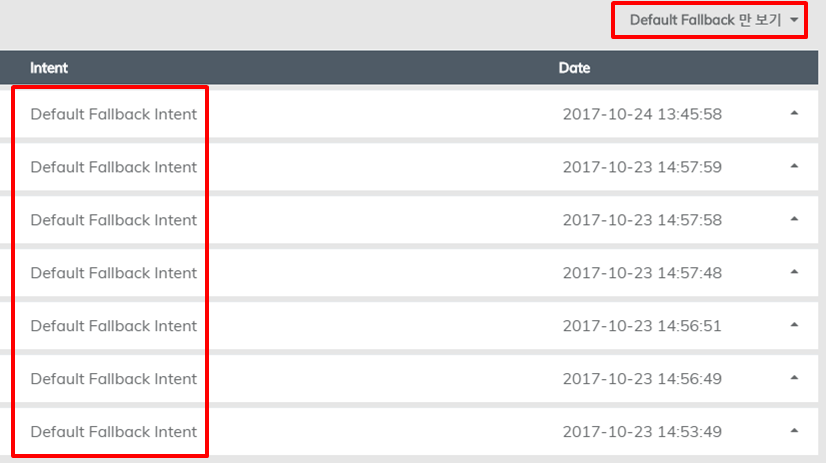 Default Fallback 만 보기
Intent Date
Default Fallback Intent 2017-10-24 13:45:58
Default Fallback Intent 2017-10-23 14:57:59
Default Fallback Intent 2017-10-23 14:57:58
Default Fallback Intent 2017-10-23 14:57:48
Default Fallback Intent 2017-10-23 14:56:51
Default Fallback Intent 2017-10-23 14:56:49
Default Fallback Intent 2017-10-23 14:53:49